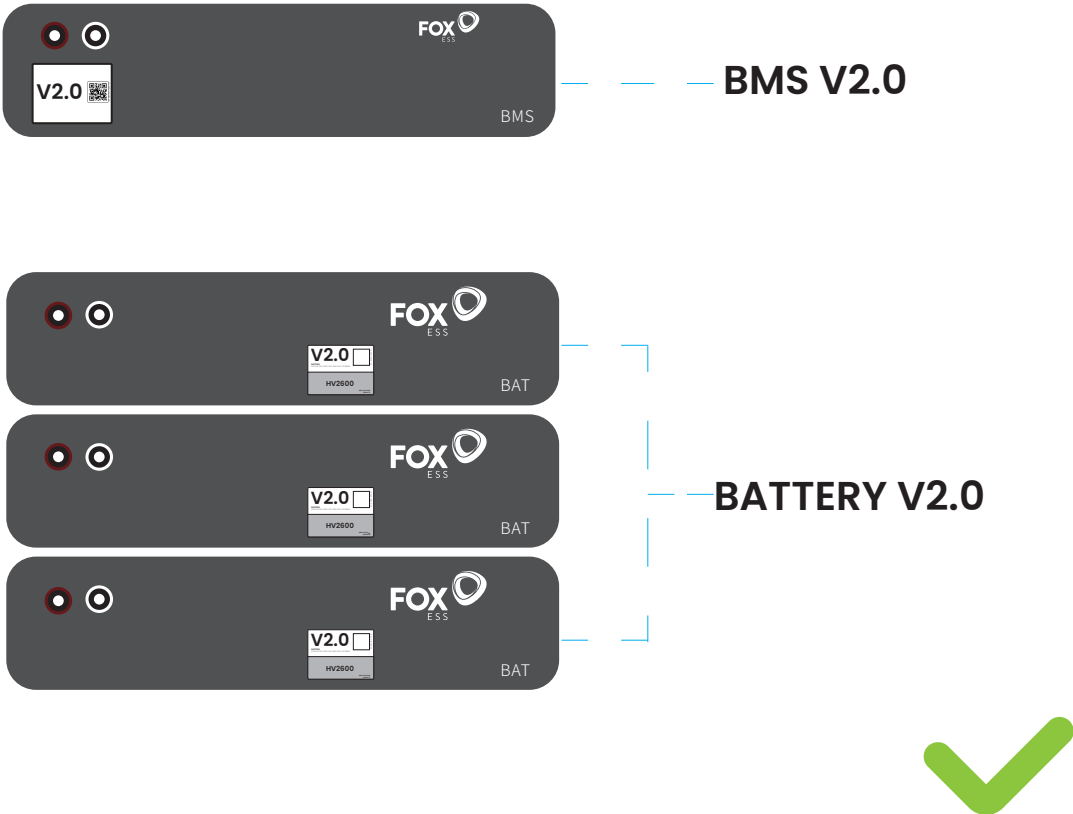 FOX
ESS
V2.0
BMS V2.0
BMS
FOX
ESS
V2.0
HV2600
BAT
FOX
ESS
V2.0
HV2600
BAT
BATTERY V2.0
FOX
ESS
V2.0
HV2600
BAT